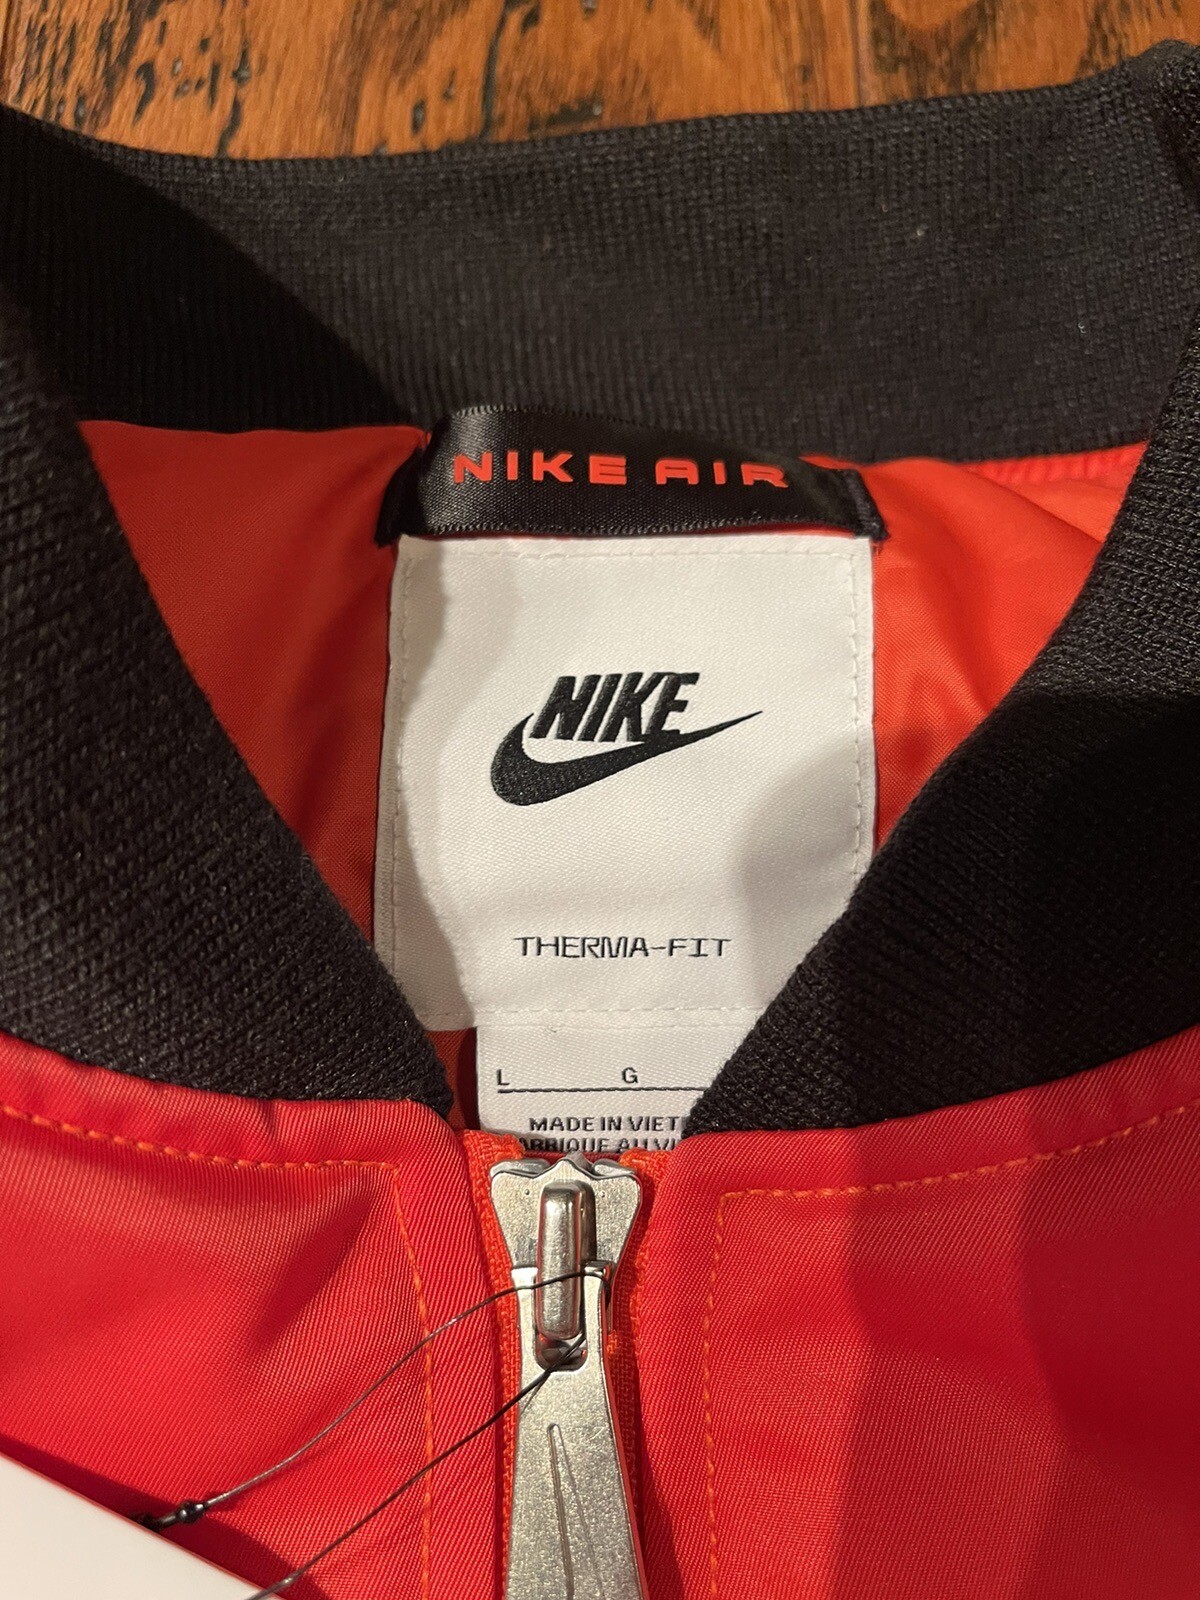 NIKE AIR
NIKE
THERMA-FIT
L G
MADE IN VIET